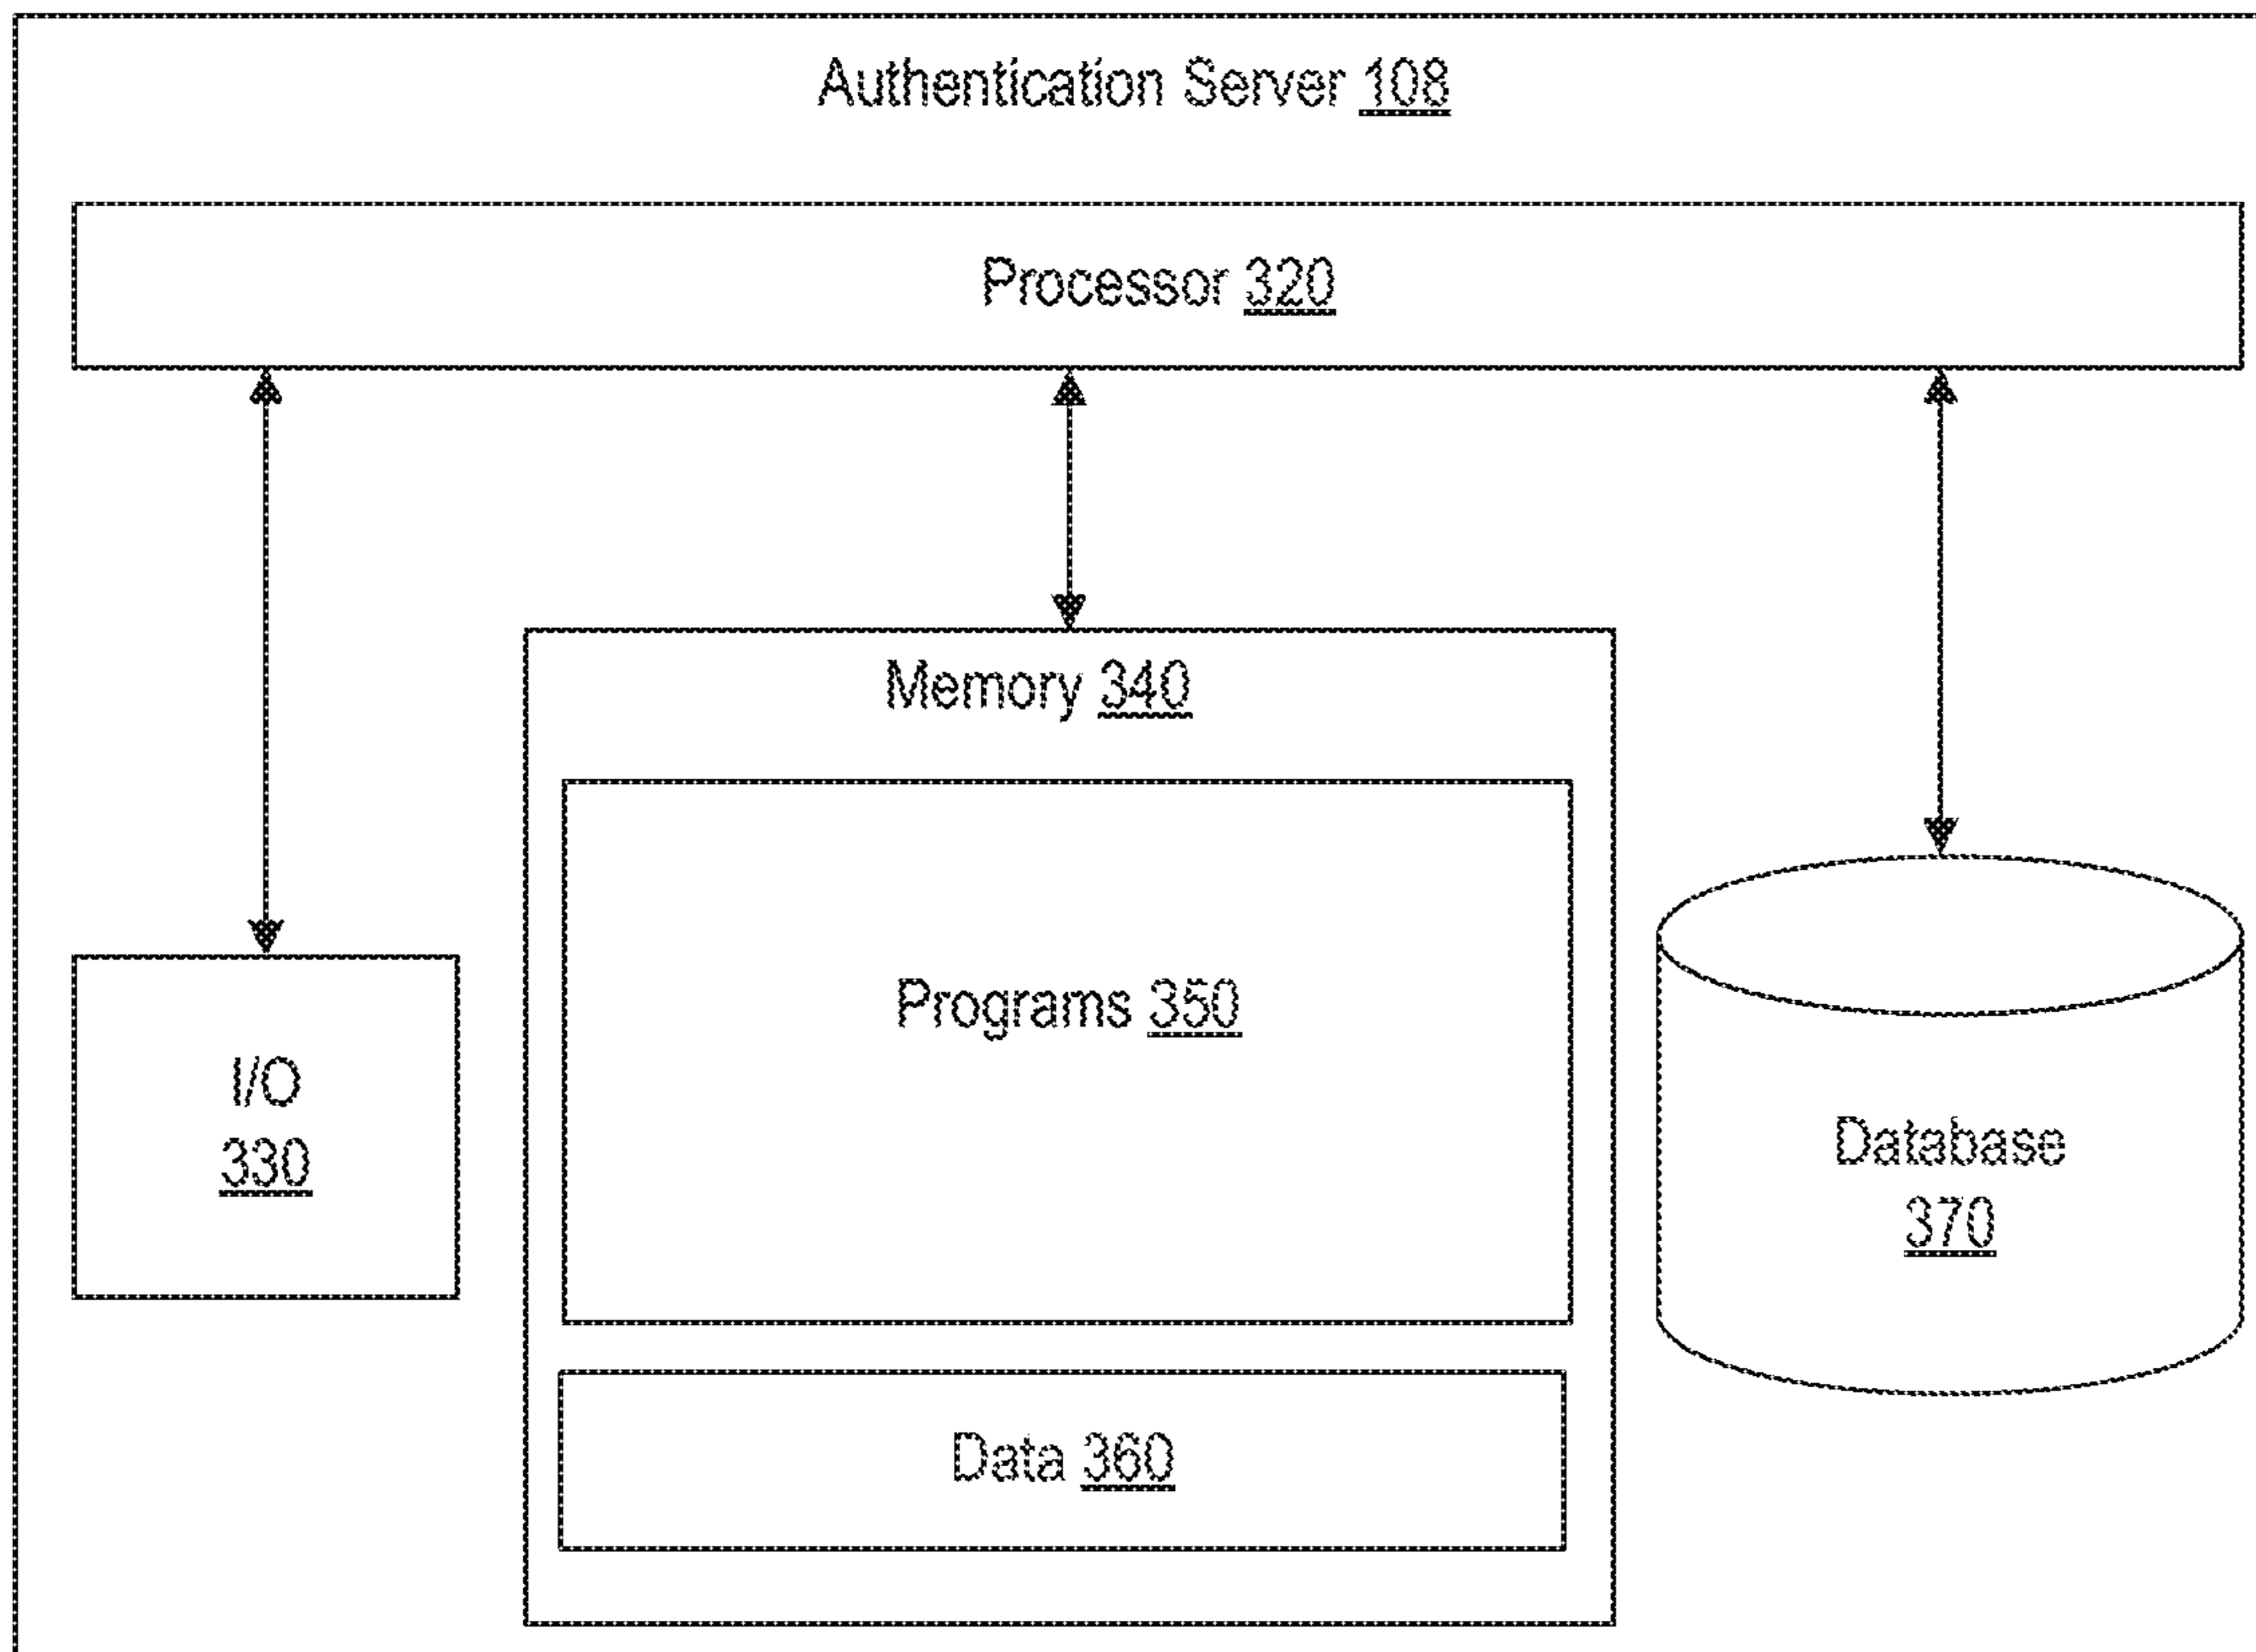 Authentication Server 108
Processor 320
Memory 340
Programs 350
I/O
330
Database
370
Data 360